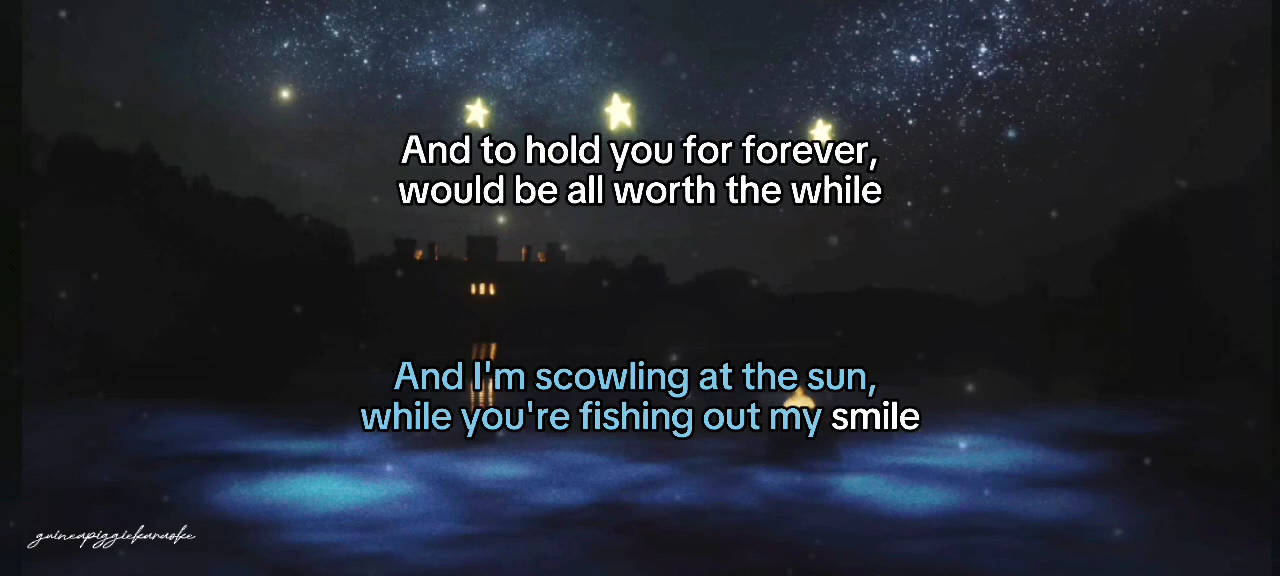 And to hold you for forever,
would be all worth the while
And I'm scowling at the sun,
while you're fishing out my smile
guineapiggiekaraoke